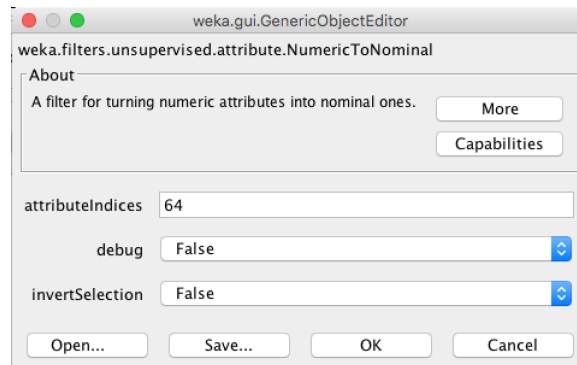 weka.gui.GenericObjectEditor
weka.filters.unsupervised.attribute.NumericToNominal
About
A filter for turning numeric attributes into nominal ones.
More
Capabilities
attributeIndices 64
debug False
invertSelection False
Open... Save... OK Cancel